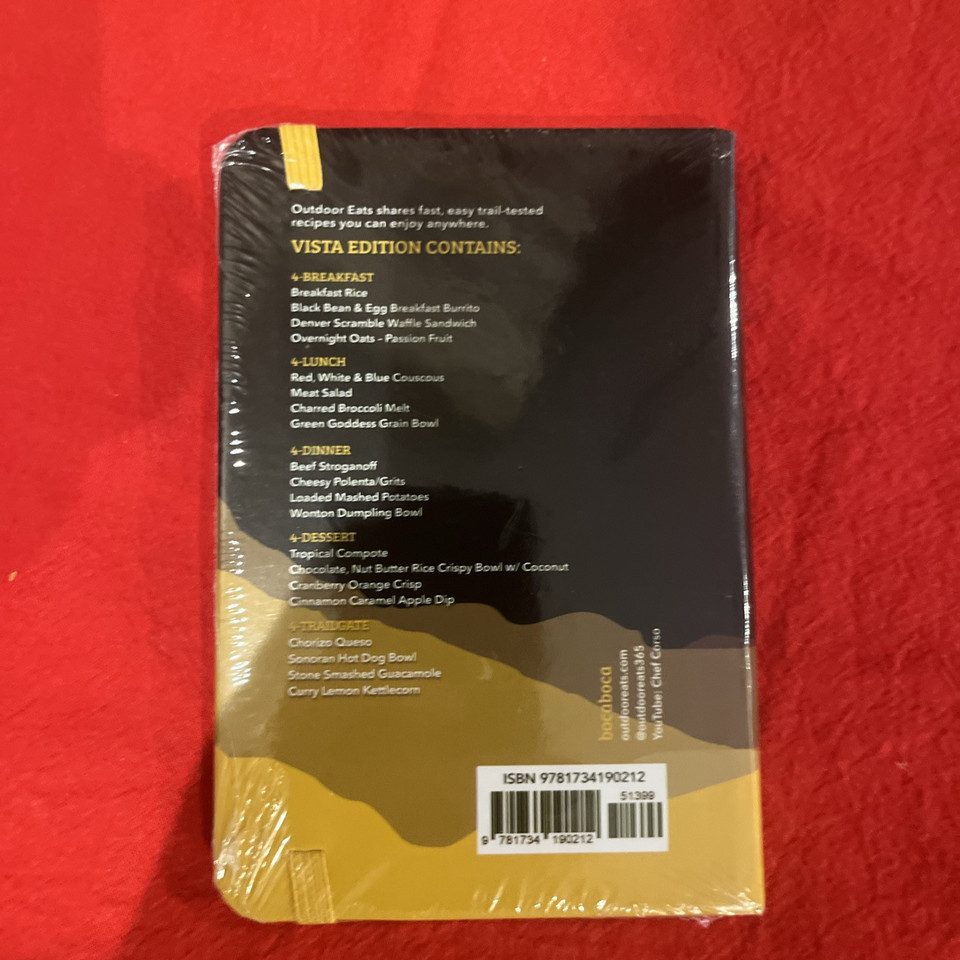 Outdoor Eats shares fast, easy trail-tested
recipes you can enjoy anywhere.
VISTA EDITION CONTAINS:
4-BREAKFAST
Breakfast Rice
Black Bean & Egg Breakfast Burrito
Denver Scramble Waffle Sandwich
Overnight Oats - Passion Fruit
4-LUNCH
Red, White & Blue Couscous
Meat Salad
Charred Broccoli Melt
Green Goddess Grain Bowl
4-DINNER
Beef Stroganoff
Cheesy Polenta/Grits
Loaded Mashed Potatoes
Wonton Dumpling Bowl
4-DESSERT
Tropical Compote
Chocolate, Nut Butter Rice Crispy Bowl w/ Coconut
Cranberry Orange Crisp
Cinnamon Caramel Apple Dip
4-TRAILGATE
Chorizo Queso
Sonoran Hot Dog Bowl
Stone Smashed Guacamole
Curry Lemon Kettlecorn
bocaboca
outdooreats.com
@outdooreats365
YouTube: Chef Corso
ISBN 9781734190212
51399
9 781734 190212